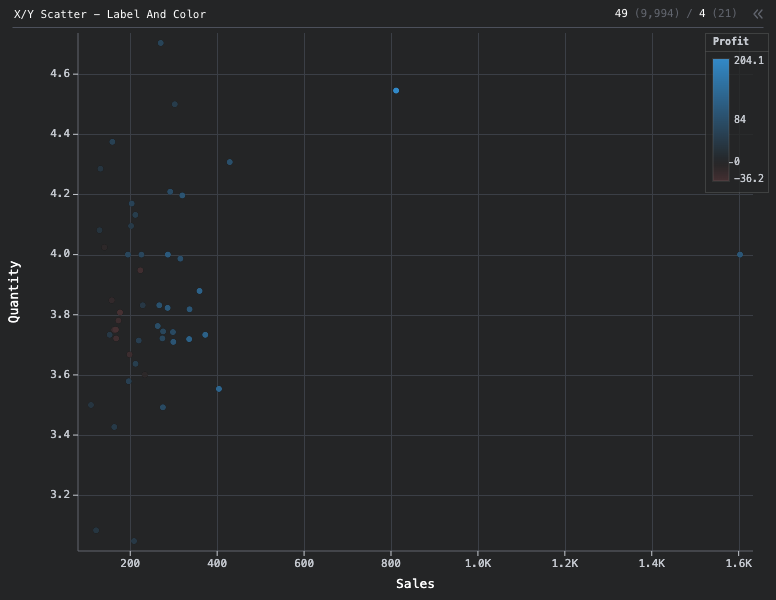 X/Y Scatter — Label And Color
49 (9,994) / 4 (21) «
Profit
204.1
84
0
-36.2
4.6
4.4
4.2
4.0
3.8
3.6
3.4
3.2
Quantity
200 400 600 800 1.0K 1.2K 1.4K 1.6K
Sales